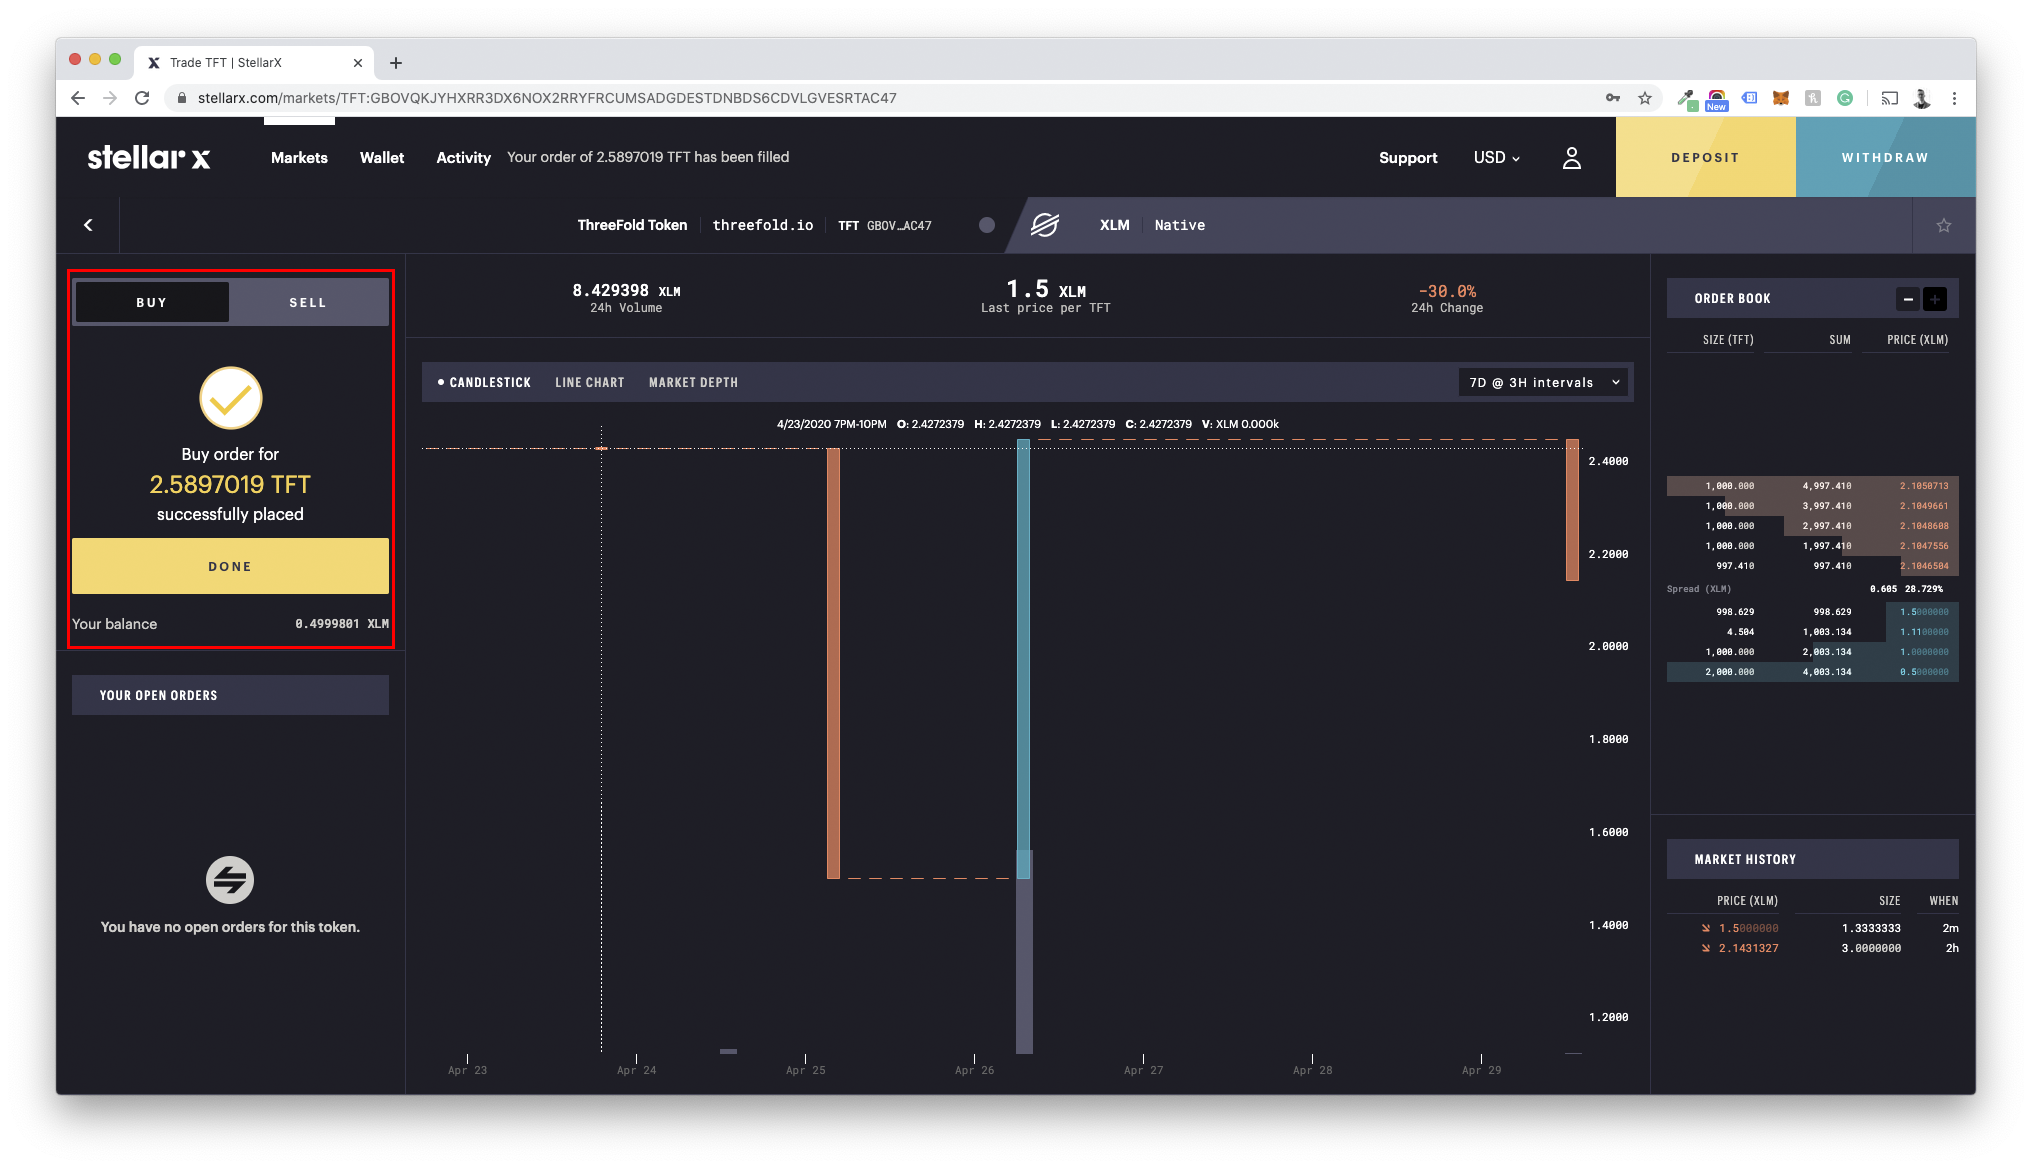 Trade TFT | StellarX
stellarx.com/markets/TFT:GBOVQKJYHXRR3DX6NOX2RRYFRCUMSADGDESTDNBDS6CDVLGVESRTAC47
New
stellar x
Markets
Wallet
Activity
Your order of 2.5897019 TFT has been filled
Support
USD
DEPOSIT
WITHDRAW
ThreeFold Token
threefold.io
TFT GBOV…AC47
XLM
Native
BUY
SELL
Buy order for
2.5897019 TFT
successfully placed
DONE
Your balance 0.4999801 XLM
YOUR OPEN ORDERS
You have no open orders for this token.
8.429398 XLM
24h Volume
1.5 XLM
Last price per TFT
-30.0%
24h Change
CANDLESTICK
LINE CHART
MARKET DEPTH
7D @ 3H intervals
4/23/2020 7PM-10PM O: 2.4272379 H: 2.4272379 L: 2.4272379 C: 2.4272379 V: XLM 0.000k
2.4000
2.2000
2.0000
1.8000
1.6000
1.4000
1.2000
Apr 23 Apr 24 Apr 25 Apr 26 Apr 27 Apr 28 Apr 29
ORDER BOOK
SIZE (TFT) SUM PRICE (XLM)
1,000.000 4,997.410 2.1050713
1,000.000 3,997.410 2.1049661
1,000.000 2,997.410 2.1048608
1,000.000 1,997.410 2.1047556
997.410 997.410 2.1046504
Spread (XLM) 0.605 28.729%
998.629 998.629 1.5000000
4.504 1,003.134 1.1100000
1,000.000 2,003.134 1.0000000
2,000.000 4,003.134 0.5000000
MARKET HISTORY
PRICE (XLM) SIZE WHEN
1.5000000 1.3333333 2m
2.1431327 3.0000000 2h